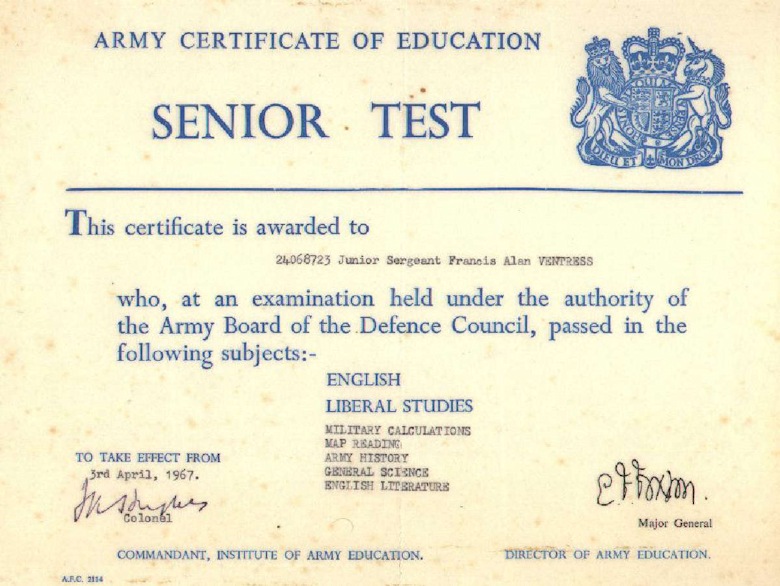 ARMY CERTIFICATE OF EDUCATION
SENIOR TEST
DIEU ET MON DROIT
This certificate is awarded to
24068723 Junior Sergeant Francis Alan VENTRESS
who, at an examination held under the authority of
the Army Board of the Defence Council, passed in the
following subjects:-
ENGLISH
LIBERAL STUDIES
MILITARY CALCULATIONS
MAP READING
ARMY HISTORY
GENERAL SCIENCE
ENGLISH LITERATURE
TO TAKE EFFECT FROM
3rd April, 1967.
Colonel
Major General
COMMANDANT, INSTITUTE OF ARMY EDUCATION.
DIRECTOR OF ARMY EDUCATION.
A.F.C. 2114